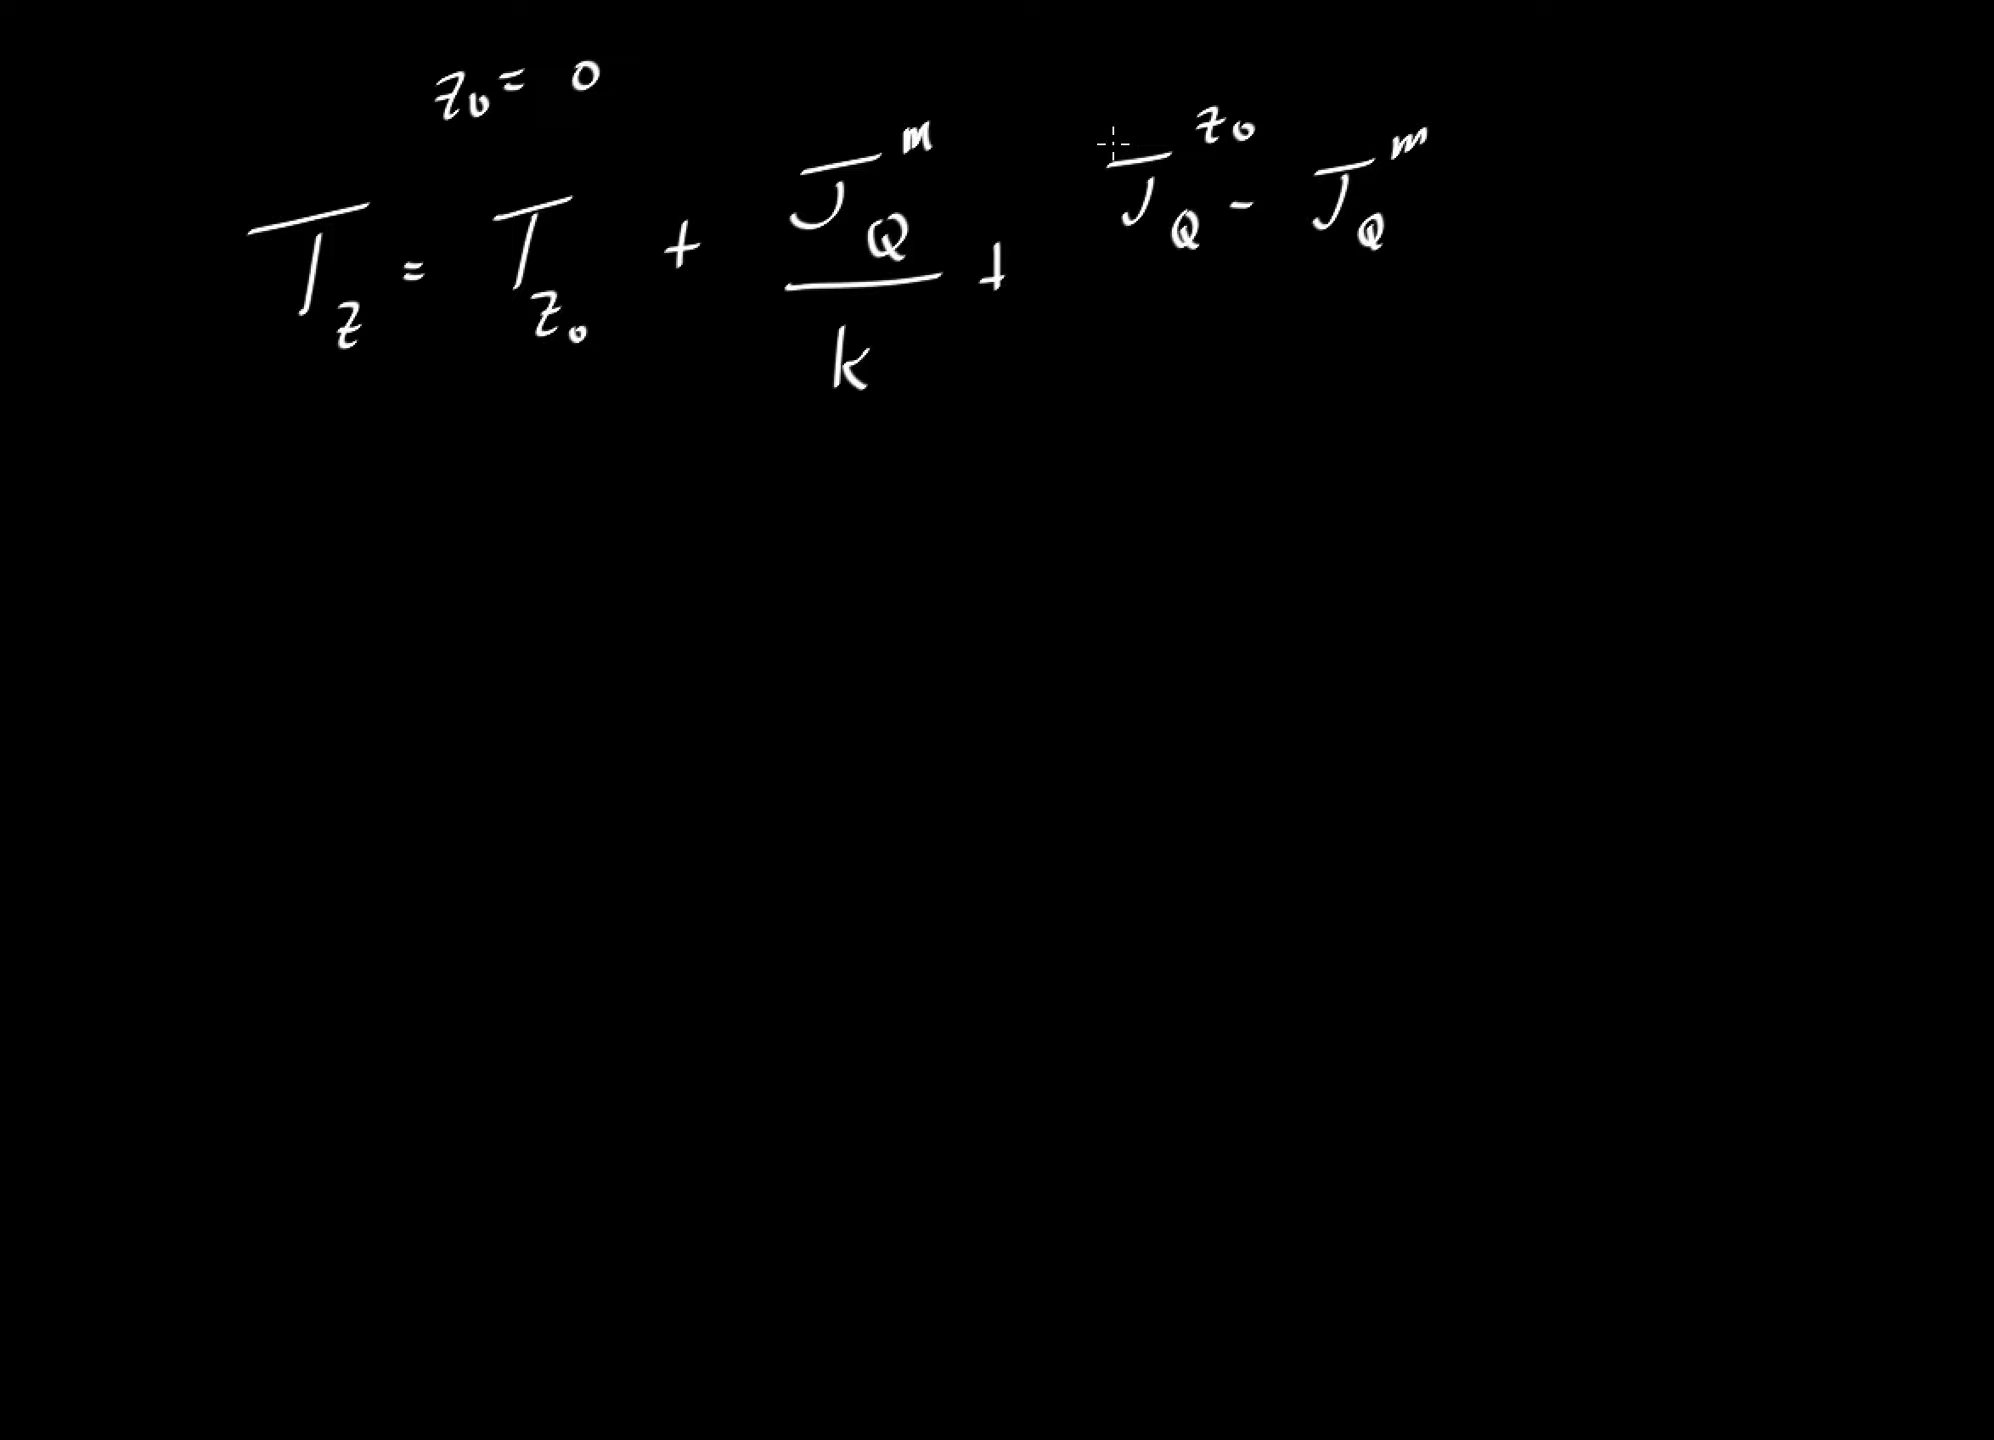 z₀ = 0
T_z = T_z₀ + J_Q^m / k + J_Q^z₀ - J_Q^m